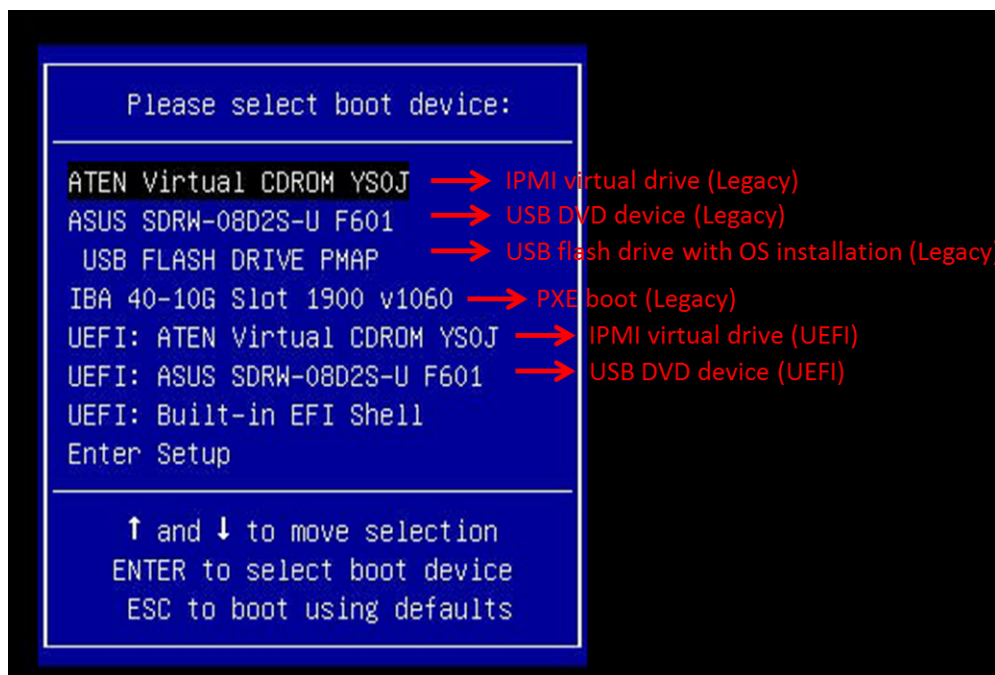 Please select boot device:
ATEN Virtual CDROM YS0J → IPMI virtual drive (Legacy)
ASUS SDRW-08D2S-U F601 → USB DVD device (Legacy)
USB FLASH DRIVE PMAP → USB flash drive with OS installation (Legacy)
IBA 40-10G Slot 1900 v1060 → PXE boot (Legacy)
UEFI: ATEN Virtual CDROM YS0J → IPMI virtual drive (UEFI)
UEFI: ASUS SDRW-08D2S-U F601 → USB DVD device (UEFI)
UEFI: Built-in EFI Shell
Enter Setup
↑ and ↓ to move selection
ENTER to select boot device
ESC to boot using defaults